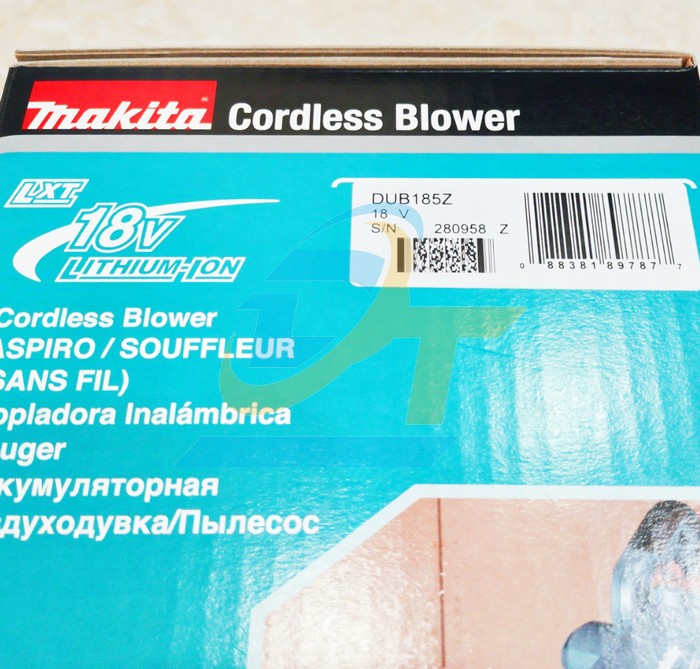 makita® Cordless Blower
LXT
18V
LITHIUM-ION
DUB185Z
18 V
S/N 280958 Z
0 88381 89787 7
Cordless Blower
ASPIRO / SOUFFLEUR
SANS FIL)
opladora Inalámbrica
auger
кумуляторная
здуходувка/Пылесос